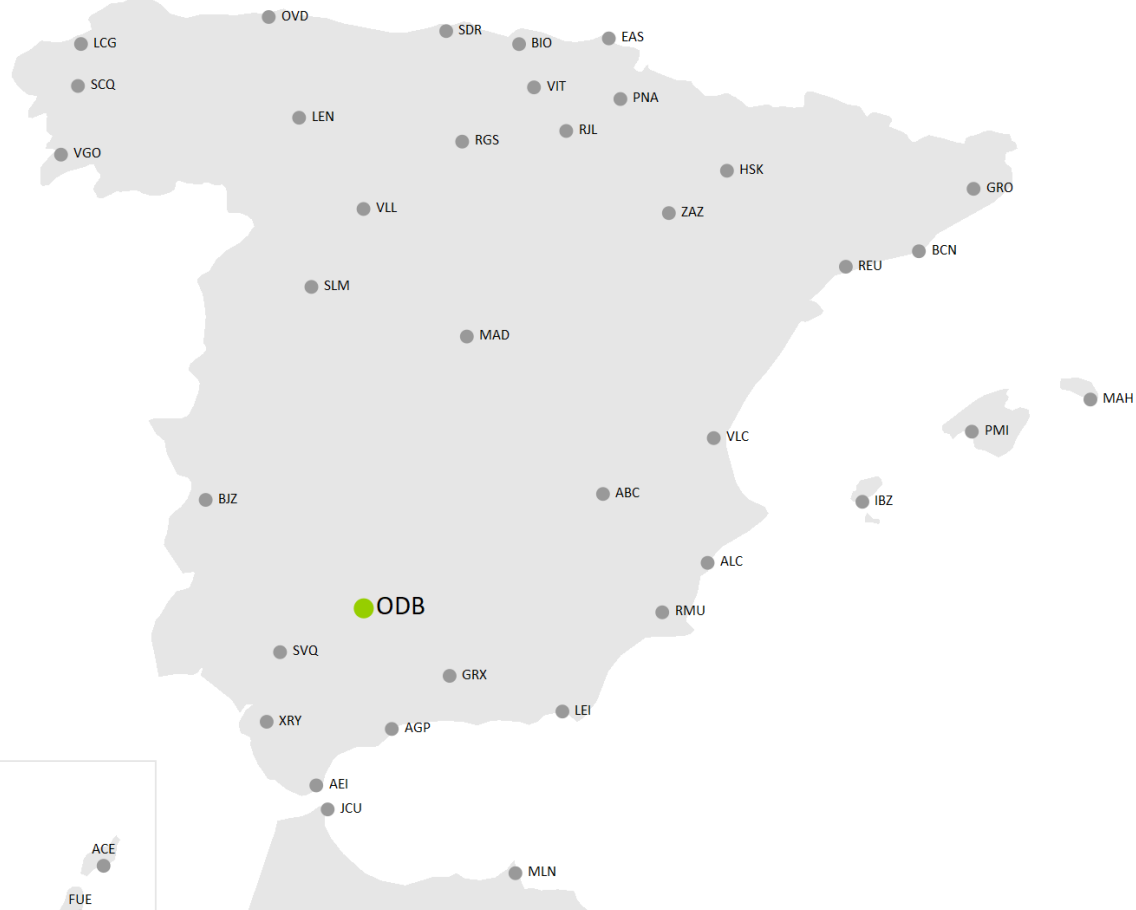 OVD
SDR
LCG
BIO
EAS
SCQ
VIT
PNA
LEN
RJL
RGS
VGO
HSK
GRO
VLL
ZAZ
BCN
REU
SLM
MAD
MAH
PMI
VLC
ABC
BJZ
IBZ
ALC
ODB
RMU
SVQ
GRX
LEI
XRY
AGP
AEI
JCU
ACE
MLN
FUE